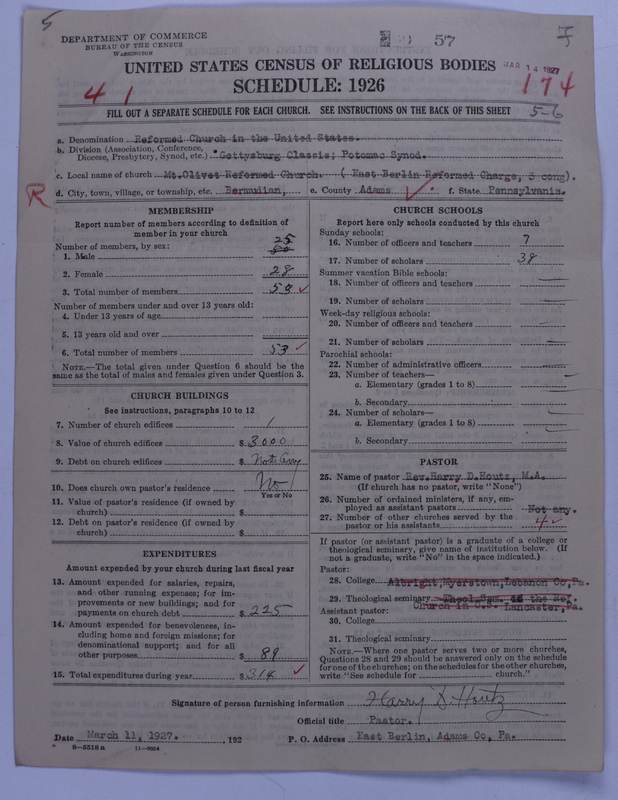 5
DEPARTMENT OF COMMERCE
BUREAU OF THE CENSUS
WASHINGTON
57
UNITED STATES CENSUS OF RELIGIOUS BODIES
MAR 14 1927
SCHEDULE: 1926
4 1
174
FILL OUT A SEPARATE SCHEDULE FOR EACH CHURCH. SEE INSTRUCTIONS ON THE BACK OF THIS SHEET
5-6
a. Denomination Reformed Church in the United States.
b. Division (Association, Conference, Diocese, Presbytery, Synod, etc.) Gettysburg Classis; Potomac Synod.
c. Local name of church Mt.Olivet Reformed Church. ( East Berlin Reformed Charge, 5 cong).
R
d. City, town, village, or township, etc. Bermudian, e. County Adams f. State Pennsylvania.
MEMBERSHIP
Report number of members according to definition of
member in your church
Number of members, by sex:
1. Male 25
2. Female 28
3. Total number of members 53
Number of members under and over 13 years old:
4. Under 13 years of age
5. 13 years old and over
6. Total number of members 53
NOTE.—The total given under Question 6 should be the
same as the total of males and females given under Question 3.
CHURCH BUILDINGS
See instructions, paragraphs 10 to 12
7. Number of church edifices 1
8. Value of church edifices $ 3000
9. Debt on church edifices $ Not Any
10. Does church own pastor's residence No
Yes or No
11. Value of pastor's residence (if owned by
church) $
12. Debt on pastor's residence (if owned by
church) $
EXPENDITURES
Amount expended by your church during last fiscal year
13. Amount expended for salaries, repairs,
and other running expenses; for im-
provements or new buildings; and for
payments on church debt $ 225
14. Amount expended for benevolences, in-
cluding home and foreign missions; for
denominational support; and for all
other purposes $ 89
15. Total expenditures during year $ 314
CHURCH SCHOOLS
Report here only schools conducted by this church
Sunday schools:
16. Number of officers and teachers 7
17. Number of scholars 38
Summer vacation Bible schools:
18. Number of officers and teachers
19. Number of scholars
Week-day religious schools:
20. Number of officers and teachers
21. Number of scholars
Parochial schools:
22. Number of administrative officers
23. Number of teachers—
a. Elementary (grades 1 to 8)
b. Secondary
24. Number of scholars—
a. Elementary (grades 1 to 8)
b. Secondary
PASTOR
25. Name of pastor Rev.Harry D.Houtz, M.A.
(If church has no pastor, write "None")
26. Number of ordained ministers, if any, em-
ployed as assistant pastors Not any.
27. Number of other churches served by the
pastor or his assistants 4
If pastor (or assistant pastor) is a graduate of a college or
theological seminary, give name of institution below. (If
not a graduate, write "No" in the space indicated.)
Pastor:
28. College Albright,Myerstown,Lebanon Co,Pa.
29. Theological seminary Theol.Sem. of the Ref.
Assistant pastor: Church in U.S. Lancaster,Pa.
30. College
31. Theological seminary
NOTE.—Where one pastor serves two or more churches,
Questions 28 and 29 should be answered only on the schedule
for one of the churches; on the schedules for the other churches,
write "See schedule for church."
Signature of person furnishing information Harry D. Houtz
Official title Pastor.
Date March 11, 1927. , 192 P. O. Address East Berlin, Adams Co, Pa.
8—5518 a 11—9094